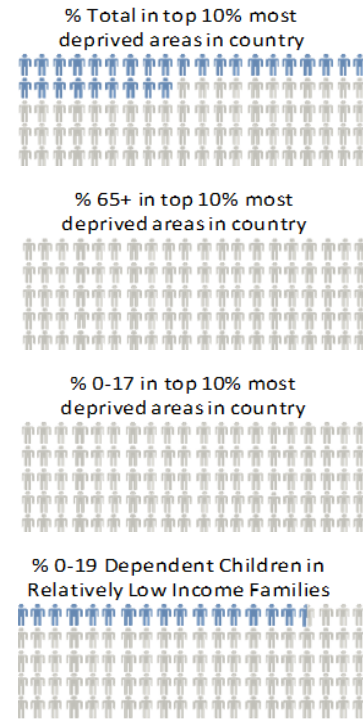 % Total in top 10% most
deprived areas in country
% 65+ in top 10% most
deprived areas in country
% 0-17 in top 10% most
deprived areas in country
% 0-19 Dependent Children in
Relatively Low Income Families